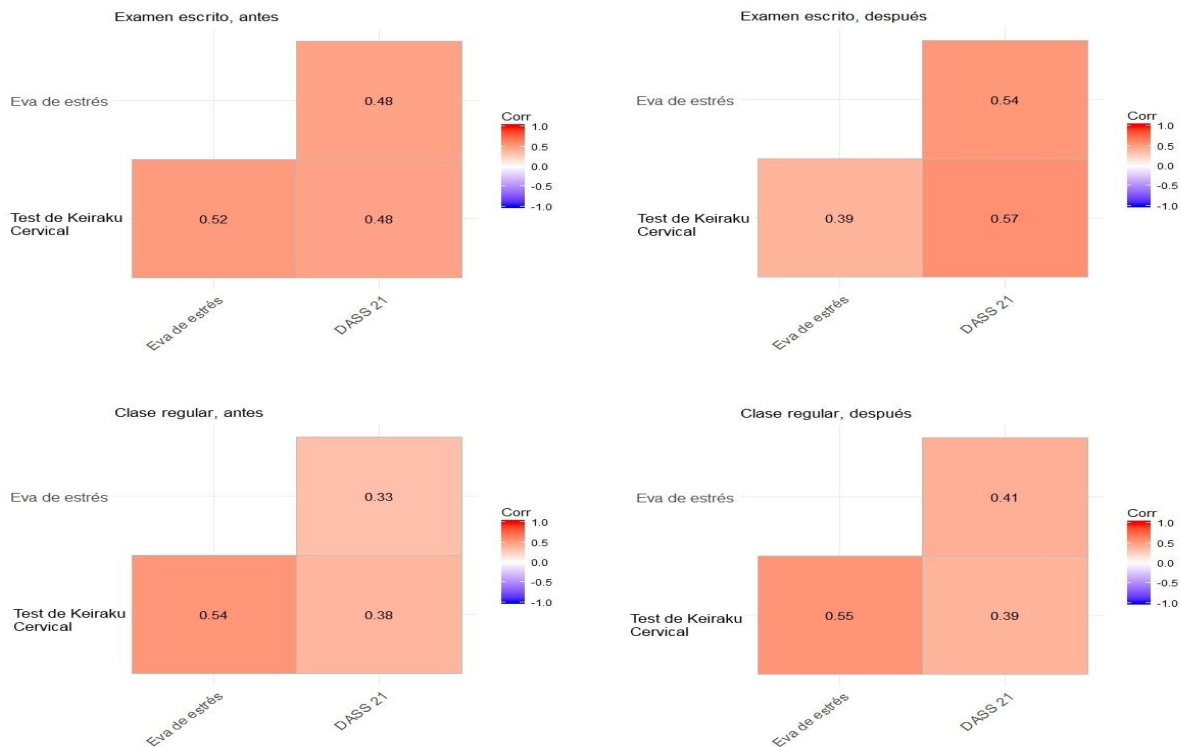 Examen escrito, antes
Eva de estrés
0.48
Test de Keiraku
Cervical
0.52
0.48
Eva de estrés
DASS 21
Corr
1.0
0.5
0.0
-0.5
-1.0
Examen escrito, después
Eva de estrés
0.54
Test de Keiraku
Cervical
0.39
0.57
Eva de estrés
DASS 21
Corr
1.0
0.5
0.0
-0.5
-1.0
Clase regular, antes
Eva de estrés
0.33
Test de Keiraku
Cervical
0.54
0.38
Eva de estrés
DASS 21
Corr
1.0
0.5
0.0
-0.5
-1.0
Clase regular, después
Eva de estrés
0.41
Test de Keiraku
Cervical
0.55
0.39
Eva de estrés
DASS 21
Corr
1.0
0.5
0.0
-0.5
-1.0